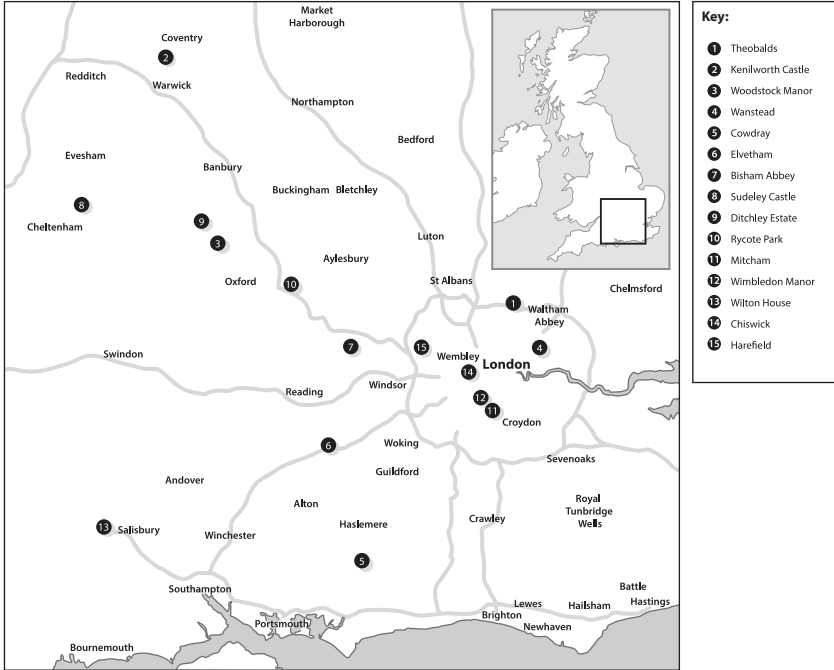 Market
Harborough
Coventry
2
Redditch
Warwick
Northampton
Bedford
Evesham
Banbury
Buckingham
Bletchley
8
9
Cheltenham
3
Luton
Aylesbury
Oxford
10
St Albans
Chelmsford
1
Waltham
Abbey
7
15
4
Swindon
Wembley
London
14
Windsor
Reading
12
11
Croydon
6
Woking
Sevenoaks
Guildford
Andover
Alton
Royal
Tunbridge
Wells
Haslemere
Crawley
13
Salisbury
Winchester
5
Southampton
Battle
Lewes
Hailsham
Hastings
Brighton
Portsmouth
Newhaven
Bournemouth
Key:
1 Theobalds
2 Kenilworth Castle
3 Woodstock Manor
4 Wanstead
5 Cowdray
6 Elvetham
7 Bisham Abbey
8 Sudeley Castle
9 Ditchley Estate
10 Rycote Park
11 Mitcham
12 Wimbledon Manor
13 Wilton House
14 Chiswick
15 Harefield